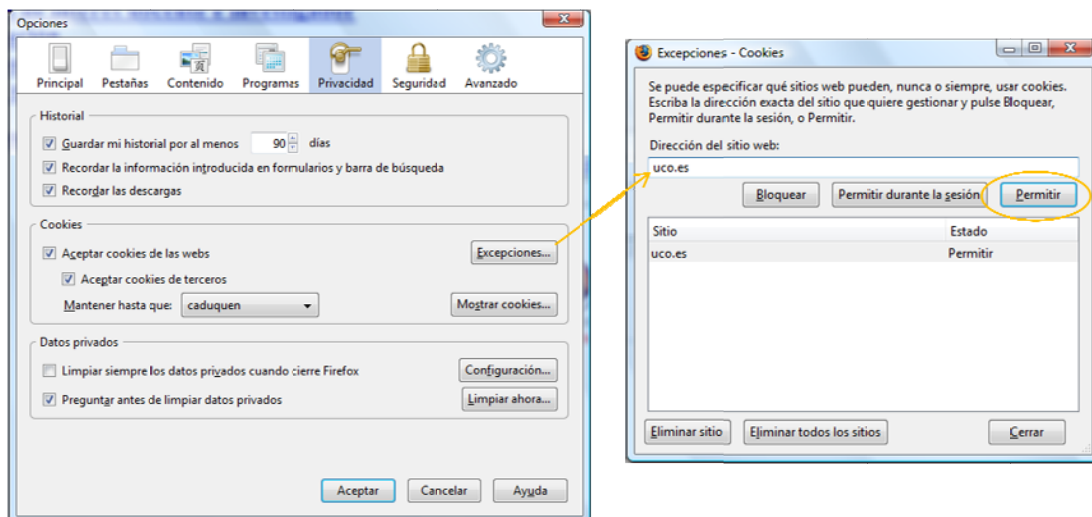 Opciones
Principal Pestañas Contenido Programas Privacidad Seguridad Avanzado
Historial
Guardar mi historial por al menos 90 días
Recordar la información introducida en formularios y barra de búsqueda
Recordar las descargas
Cookies
Aceptar cookies de las webs Excepciones...
Aceptar cookies de terceros
Mantener hasta que: caduquen Mostrar cookies...
Datos privados
Limpiar siempre los datos privados cuando cierre Firefox Configuración...
Preguntar antes de limpiar datos privados Limpiar ahora...
Aceptar Cancelar Ayuda
Excepciones - Cookies
Se puede especificar qué sitios web pueden, nunca o siempre, usar cookies.
Escriba la dirección exacta del sitio que quiere gestionar y pulse Bloquear,
Permitir durante la sesión, o Permitir.
Dirección del sitio web:
uco.es
Bloquear Permitir durante la sesión Permitir
Sitio Estado
uco.es Permitir
Eliminar sitio Eliminar todos los sitios Cerrar